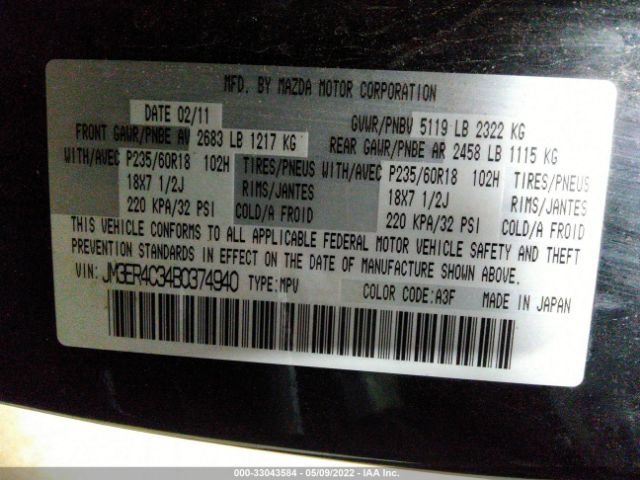 MFD. BY MAZDA MOTOR CORPORATION
DATE 02/11 GVWR/PNBV 5119 LB 2322 KG
FRONT GAWR/PNBE AV 2683 LB 1217 KG REAR GAWR/PNBE AR 2458 LB 1115 KG
WITH/AVEC P235/60R18 102H TIRES/PNEUS WITH/AVEC P235/60R18 102H TIRES/PNEUS
18X7 1/2J RIMS/JANTES 18X7 1/2J RIMS/JANTES
220 KPA/32 PSI COLD/A FROID 220 KPA/32 PSI COLD/A FROID
THIS VEHICLE CONFORMS TO ALL APPLICABLE FEDERAL MOTOR VEHICLE SAFETY AND THEFT
PREVENTION STANDARDS IN EFFECT ON THE DATE OF MANUFACTURE SHOWN ABOVE.
VIN: JM3ER4C34B0374940 TYPE: MPV COLOR CODE: A3F MADE IN JAPAN
000-33043584 - 05/09/2022 - IAA Inc.